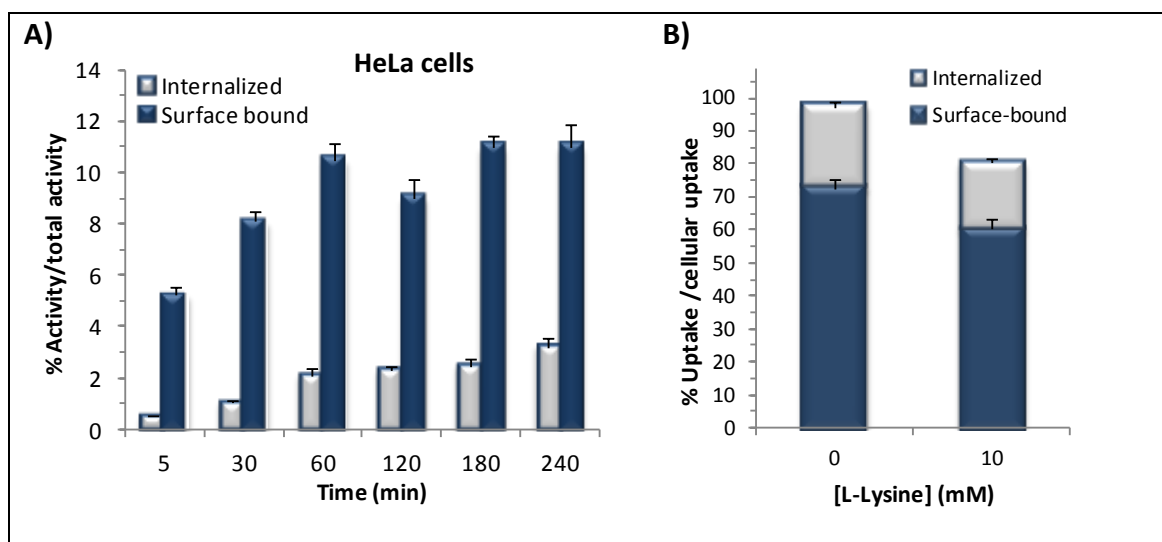 A)
HeLa cells
Internalized
Surface bound
% Activity/total activity
14
12
10
8
6
4
2
0
5 30 60 120 180 240
Time (min)
B)
Internalized
Surface-bound
% Uptake /cellular uptake
100
90
80
70
60
50
40
30
20
10
0
0 10
[L-Lysine] (mM)